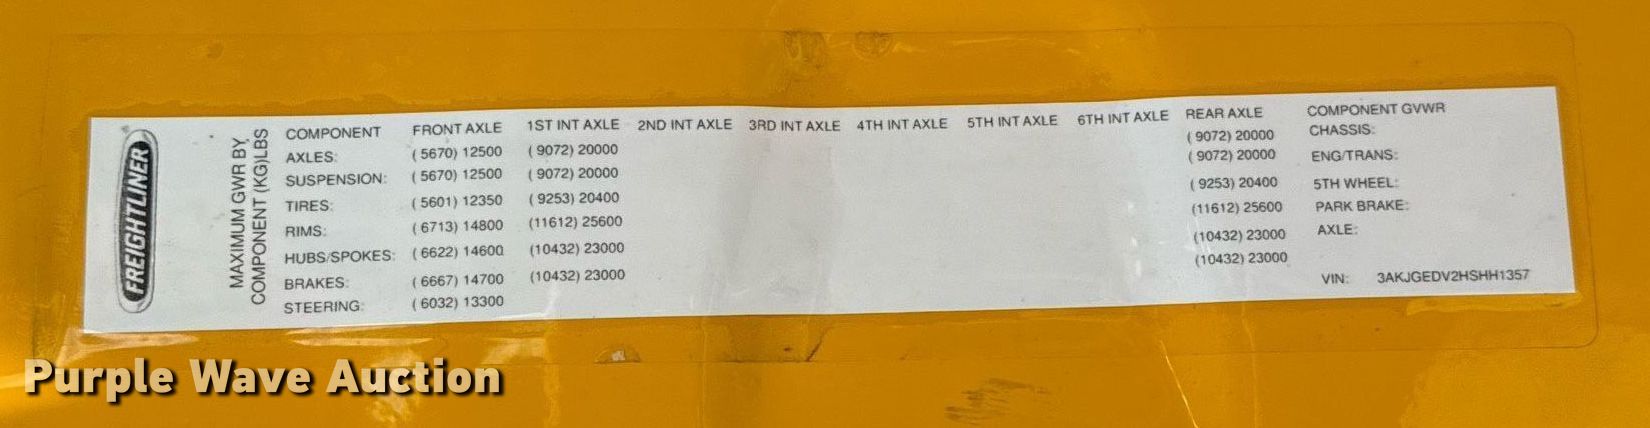 FREIGHTLINER
MAXIMUM GWR BY
COMPONENT (KG)LBS
COMPONENT FRONT AXLE 1ST INT AXLE 2ND INT AXLE 3RD INT AXLE 4TH INT AXLE 5TH INT AXLE 6TH INT AXLE REAR AXLE COMPONENT GVWR
AXLES: ( 5670) 12500 ( 9072) 20000 ( 9072) 20000 CHASSIS:
SUSPENSION: ( 5670) 12500 ( 9072) 20000 ( 9072) 20000 ENG/TRANS:
TIRES: ( 5601) 12350 ( 9253) 20400 ( 9253) 20400 5TH WHEEL:
RIMS: ( 6713) 14800 (11612) 25600 (11612) 25600 PARK BRAKE:
HUBS/SPOKES: ( 6622) 14600 (10432) 23000 (10432) 23000 AXLE:
BRAKES: ( 6667) 14700 (10432) 23000 (10432) 23000
STEERING: ( 6032) 13300 VIN: 3AKJGEDV2HSHH1357
Purple Wave Auction